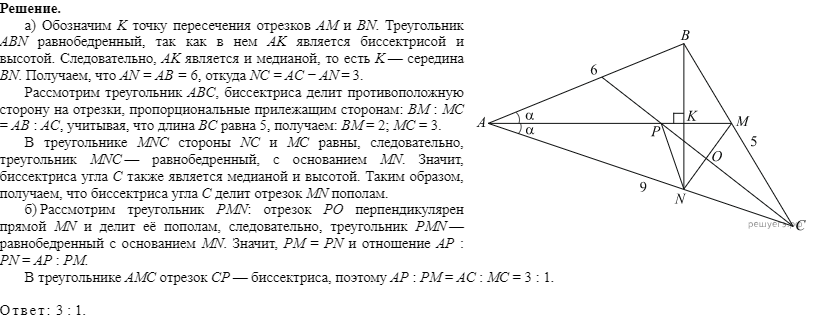 Решение.
а) Обозначим K точку пересечения отрезков AM и BN. Треугольник
ABN равнобедренный, так как в нем AK является биссектрисой и
высотой. Следовательно, AK является и медианой, то есть K — середина
BN. Получаем, что AN = AB = 6, откуда NC = AC − AN = 3.
Рассмотрим треугольник ABC, биссектриса делит противоположную
сторону на отрезки, пропорциональные прилежащим сторонам: BM : MC
= AB : AC, учитывая, что длина BC равна 5, получаем: BM = 2; MC = 3.
В треугольнике MNC стороны NC и MC равны, следовательно,
треугольник MNC — равнобедренный, с основанием MN. Значит,
биссектриса угла C также является медианой и высотой. Таким образом,
получаем, что биссектриса угла C делит отрезок MN пополам.
б) Рассмотрим треугольник PMN: отрезок PO перпендикулярен
прямой MN и делит её пополам, следовательно, треугольник PMN —
равнобедренный с основанием MN. Значит, PM = PN и отношение AP :
PN = AP : PM.
В треугольнике AMC отрезок CP — биссектриса, поэтому AP : PM = AC : MC = 3 : 1.
Ответ: 3 : 1.
B
6
A
α
α
K
M
P
5
O
9
N
C